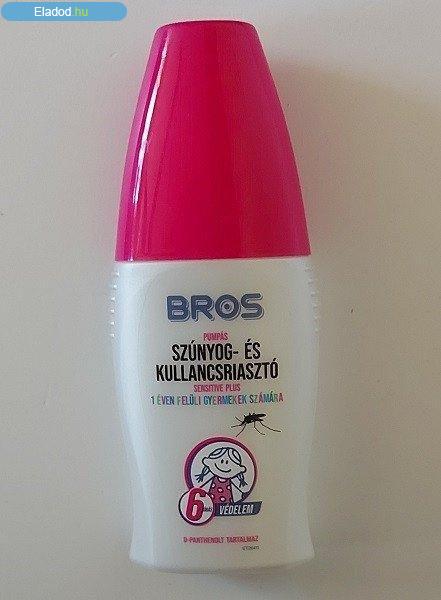 Eladod.hu
BROS
PUMPÁS
SZÚNYOG- ÉS
KULLANCSRIASZTÓ
SENSITIVE PLUS
1 ÉVEN FELÜLI GYERMEKEK SZÁMÁRA
6
VÉDELEM
D-PANTHENOLT TARTALMAZ